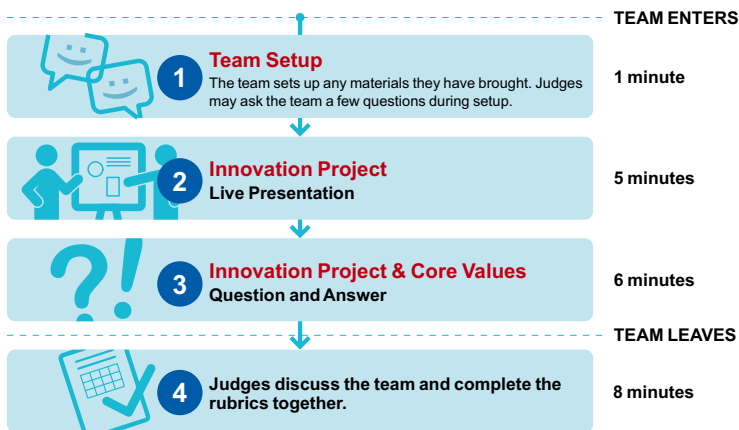 TEAM ENTERS
1
Team Setup
The team sets up any materials they have brought. Judges
may ask the team a few questions during setup.
1 minute
2
Innovation Project
Live Presentation
5 minutes
?!
3
Innovation Project & Core Values
Question and Answer
6 minutes
TEAM LEAVES
4
Judges discuss the team and complete the
rubrics together.
8 minutes